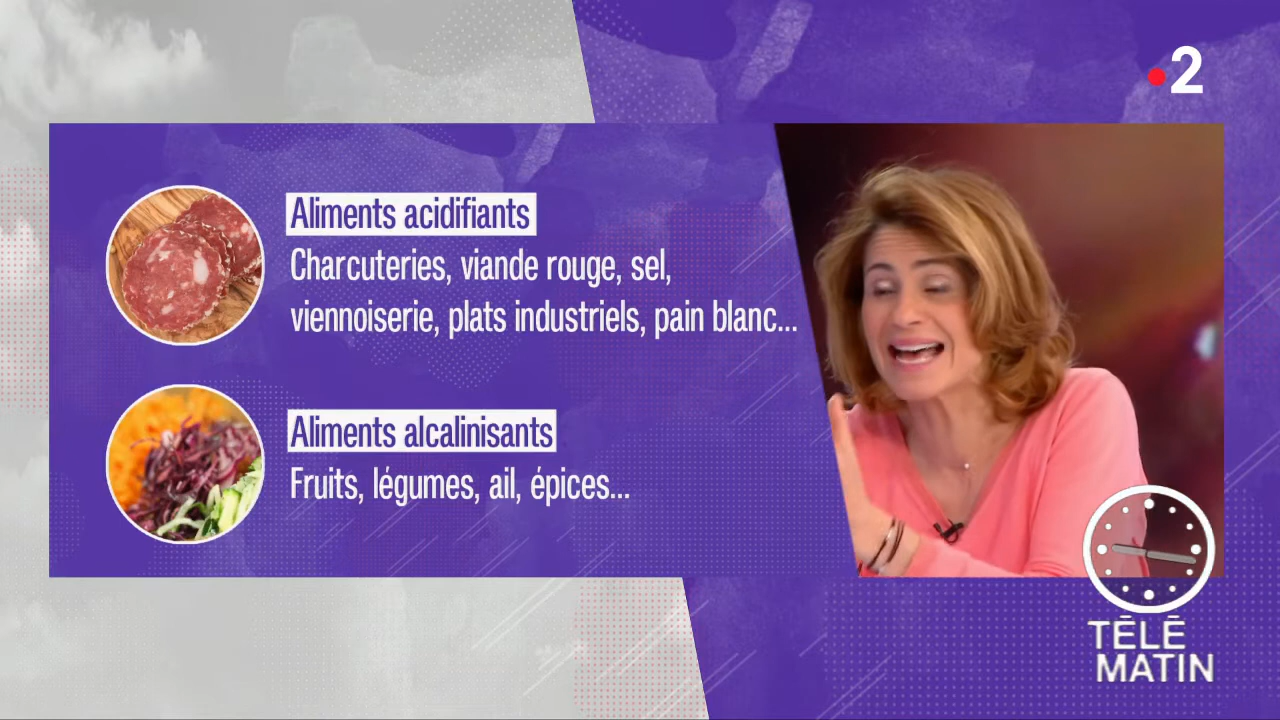 2
Aliments acidifiants
Charcuteries, viande rouge, sel,
viennoiserie, plats industriels, pain blanc...
Aliments alcalinisants
Fruits, légumes, ail, épices...
TÉLÉ
MATIN